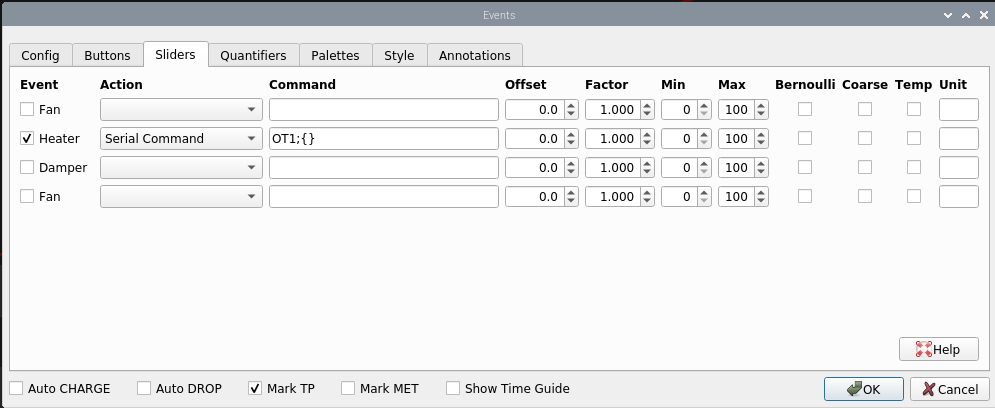 Events
Config Buttons Sliders Quantifiers Palettes Style Annotations
Event Action Command Offset Factor Min Max Bernoulli Coarse Temp Unit
Fan 0.0 1.000 0 100
Heater Serial Command OT1;{} 0.0 1.000 0 100
Damper 0.0 1.000 0 100
Fan 0.0 1.000 0 100
Help
Auto CHARGE Auto DROP Mark TP Mark MET Show Time Guide OK Cancel